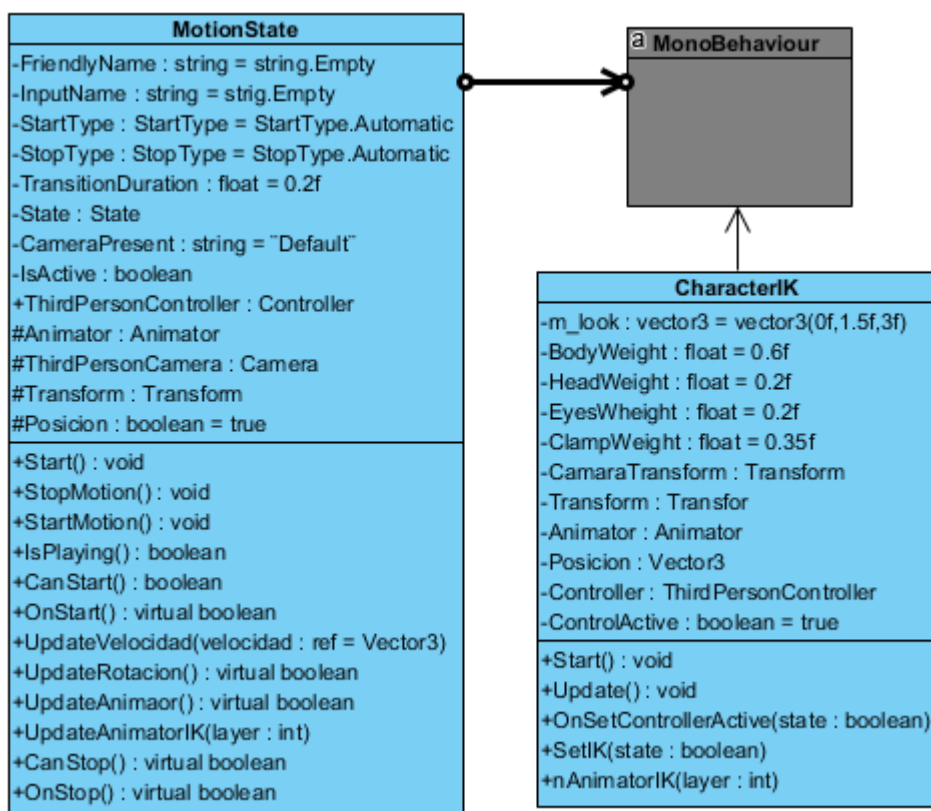 MotionState
-FriendlyName : string = string.Empty
-InputName : string = strig.Empty
-StartType : StartType = StartType.Automatic
-StopType : StopType = StopType.Automatic
-TransitionDuration : float = 0.2f
-State : State
-CameraPresent : string = ¨Default¨
-IsActive : boolean
+ThirdPersonController : Controller
#Animator : Animator
#ThirdPersonCamera : Camera
#Transform : Transform
#Posicion : boolean = true
+Start() : void
+StopMotion() : void
+StartMotion() : void
+IsPlaying() : boolean
+CanStart() : boolean
+OnStart() : virtual boolean
+UpdateVelocidad(velocidad : ref = Vector3)
+UpdateRotacion() : virtual boolean
+UpdateAnimaor() : virtual boolean
+UpdateAnimatorIK(layer : int)
+CanStop() : virtual boolean
+OnStop() : virtual boolean
a MonoBehaviour
CharacterIK
-m_look : vector3 = vector3(0f,1.5f,3f)
-BodyWeight : float = 0.6f
-HeadWeight : float = 0.2f
-EyesWheight : float = 0.2f
-ClampWeight : float = 0.35f
-CamaraTransform : Transform
-Transform : Transfor
-Animator : Animator
-Posicion : Vector3
-Controller : ThirdPersonController
-ControlActive : boolean = true
+Start() : void
+Update() : void
+OnSetControllerActive(state : boolean)
+SetIK(state : boolean)
+nAnimatorIK(layer : int)